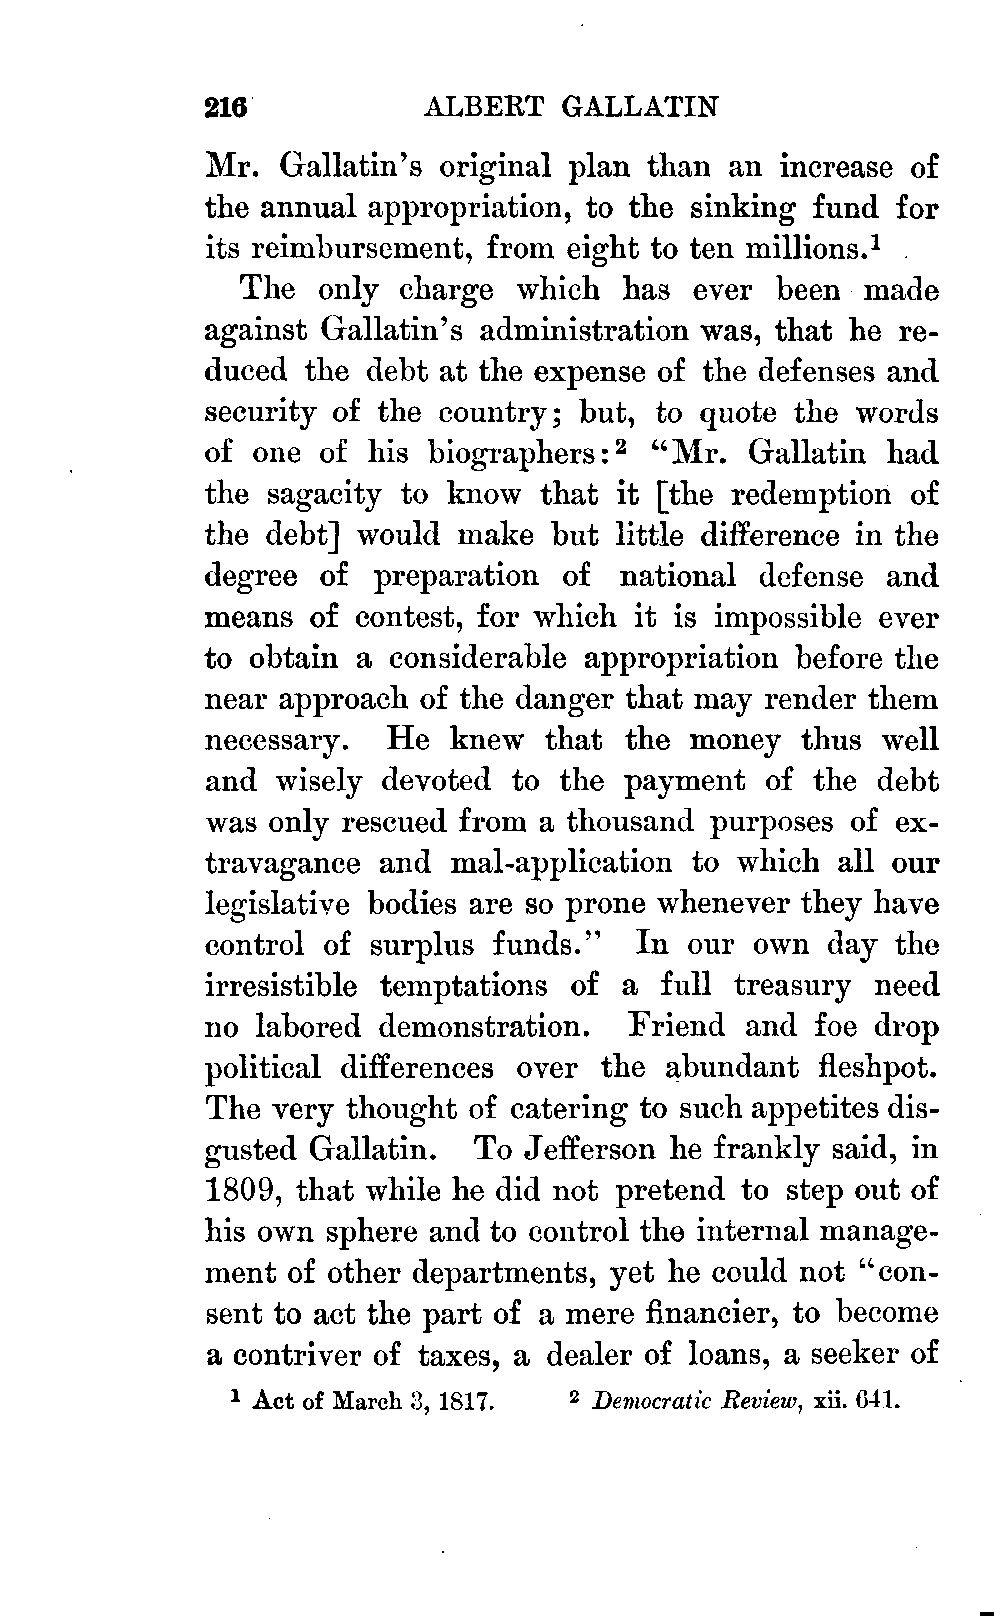 216 ALBERT GALLATIN
Mr. Gallatin's original plan than an increase of
the annual appropriation, to the sinking fund for
its reimbursement, from eight to ten millions.¹
The only charge which has ever been made
against Gallatin's administration was, that he re-
duced the debt at the expense of the defenses and
security of the country; but, to quote the words
of one of his biographers:² "Mr. Gallatin had
the sagacity to know that it [the redemption of
the debt] would make but little difference in the
degree of preparation of national defense and
means of contest, for which it is impossible ever
to obtain a considerable appropriation before the
near approach of the danger that may render them
necessary. He knew that the money thus well
and wisely devoted to the payment of the debt
was only rescued from a thousand purposes of ex-
travagance and mal-application to which all our
legislative bodies are so prone whenever they have
control of surplus funds." In our own day the
irresistible temptations of a full treasury need
no labored demonstration. Friend and foe drop
political differences over the abundant fleshpot.
The very thought of catering to such appetites dis-
gusted Gallatin. To Jefferson he frankly said, in
1809, that while he did not pretend to step out of
his own sphere and to control the internal manage-
ment of other departments, yet he could not "con-
sent to act the part of a mere financier, to become
a contriver of taxes, a dealer of loans, a seeker of
¹ Act of March 3, 1817. ² Democratic Review, xii. 641.